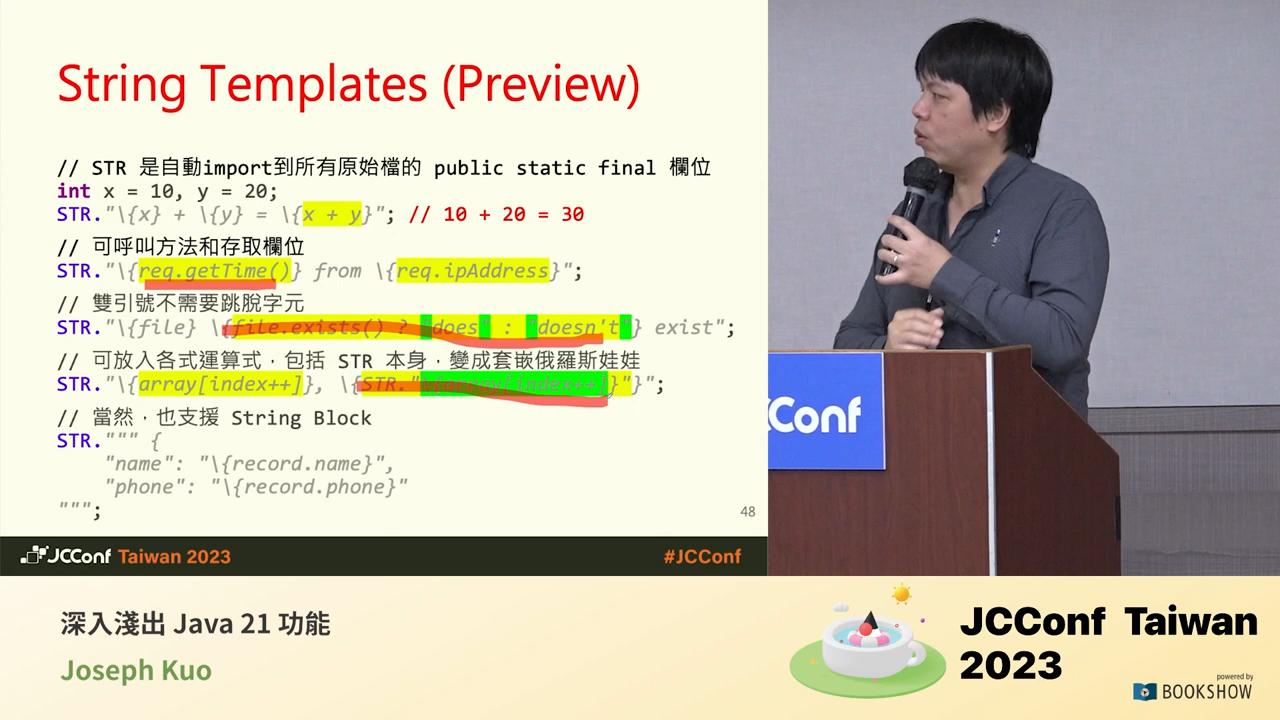 String Templates (Preview)
// STR 是自動import到所有原始檔的 public static final 欄位
int x = 10, y = 20;
STR."\{x} + \{y} = \{x + y}"; // 10 + 20 = 30
// 可呼叫方法和存取欄位
STR."\{req.getTime()} from \{req.ipAddress}";
// 雙引號不需要跳脫字元
STR."\{file} \{file.exists() ? "does" : "doesn't"} exist";
// 可放入各式運算式，包括 STR 本身，變成套嵌俄羅斯娃娃
STR."\{array[index++]}, \{STR."\{array[index++]}"}";
// 當然，也支援 String Block
STR.""" {
"name": "\{record.name}",
"phone": "\{record.phone}"
""";
48
JCConf Taiwan 2023
#JCConf
CConf
深入淺出 Java 21 功能
Joseph Kuo
JCConf Taiwan
2023
powered by
BOOKSHOW